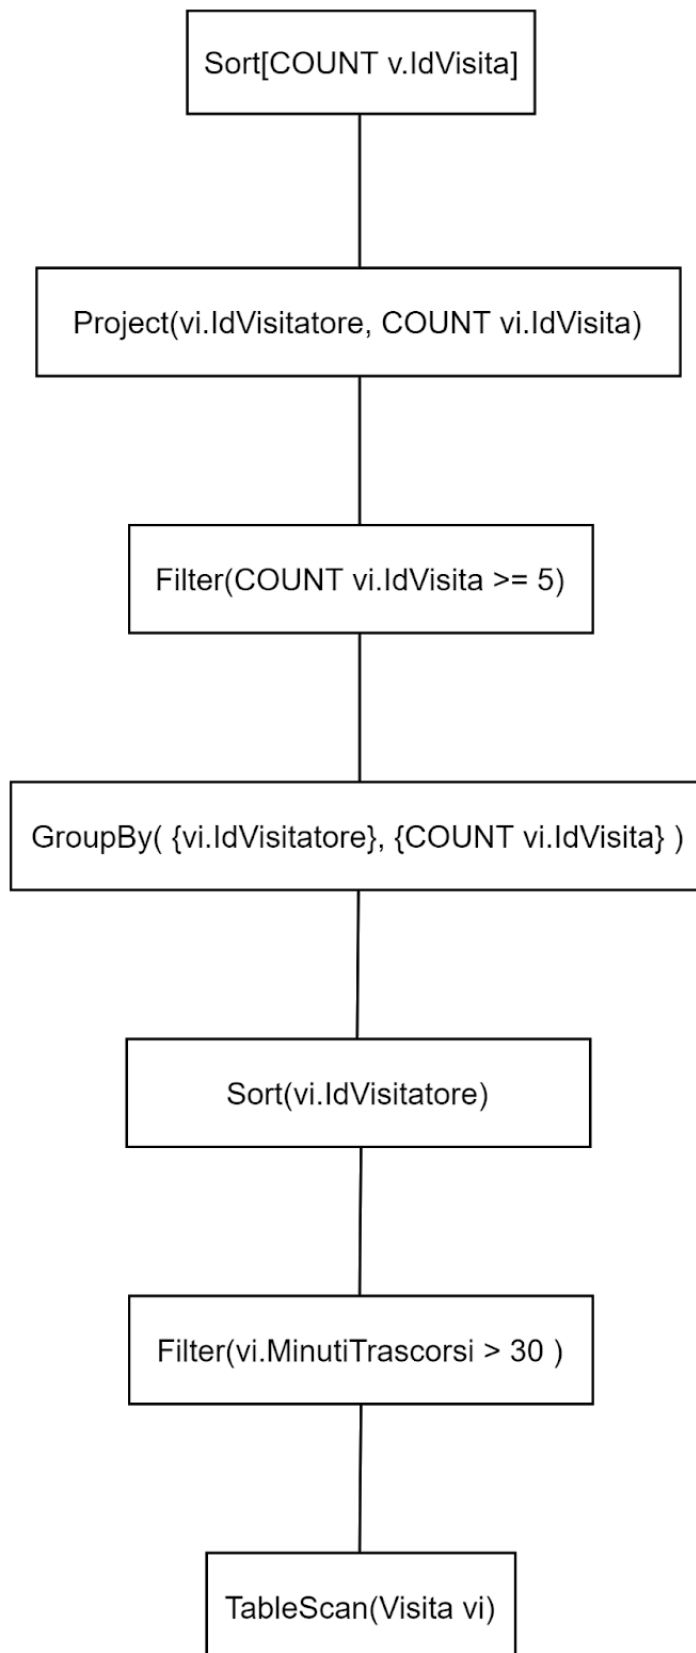 Sort[COUNT v.IdVisita]
Project(vi.IdVisitatore, COUNT vi.IdVisita)
Filter(COUNT vi.IdVisita >= 5)
GroupBy( {vi.IdVisitatore}, {COUNT vi.IdVisita} )
Sort(vi.IdVisitatore)
Filter(vi.MinutiTrascorsi > 30 )
TableScan(Visita vi)